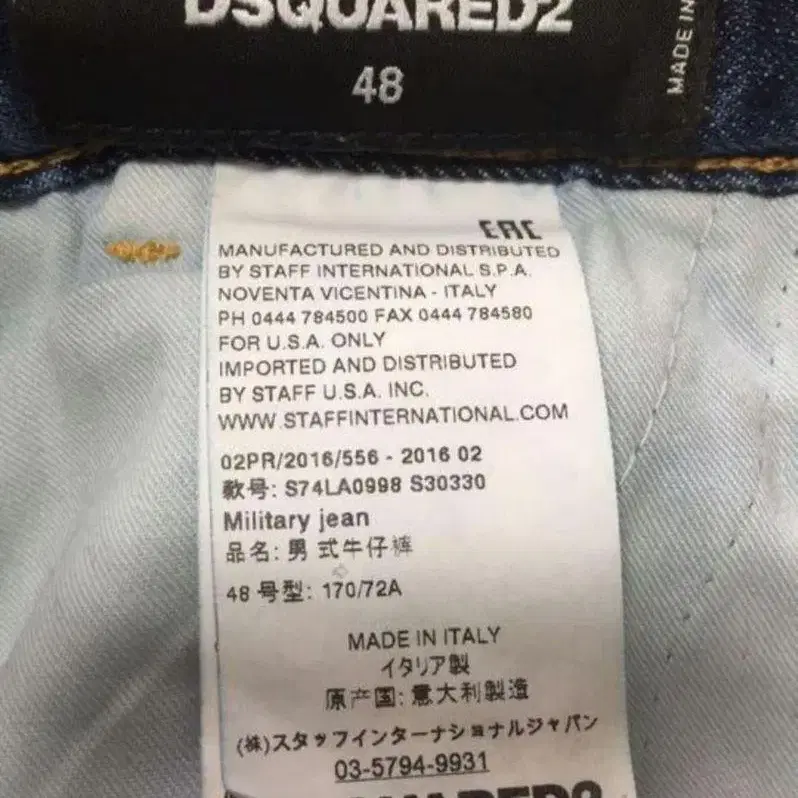 DSQUARED2
48
MADE IN
EAC
MANUFACTURED AND DISTRIBUTED
BY STAFF INTERNATIONAL S.P.A.
NOVENTA VICENTINA - ITALY
PH 0444 784500 FAX 0444 784580
FOR U.S.A. ONLY
IMPORTED AND DISTRIBUTED
BY STAFF U.S.A. INC.
WWW.STAFFINTERNATIONAL.COM
02PR/2016/556 - 2016 02
款号: S74LA0998 S30330
Military jean
品名: 男式牛仔裤
48 号型: 170/72A
MADE IN ITALY
イタリア製
原产国: 意大利製造
(株)スタッフインターナショナルジャパン
03-5794-9931
DSQUARED2